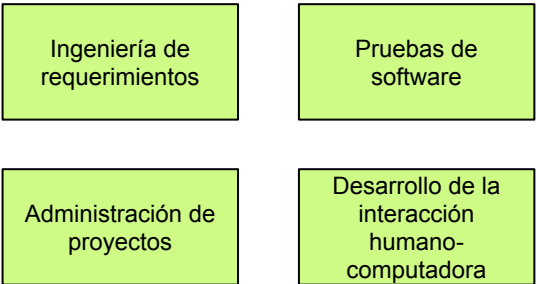 Ingeniería de
requerimientos
Pruebas de
software
Administración de
proyectos
Desarrollo de la
interacción
humano-
computadora